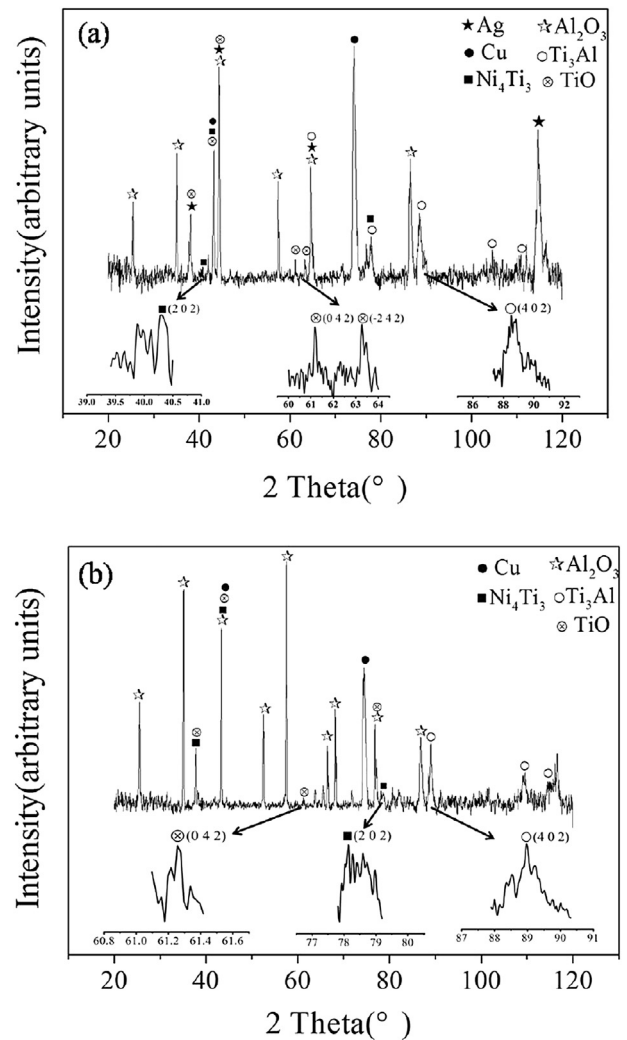 (a)
Ag Al₂O₃
Cu Ti₃Al
Ni₄Ti₃ TiO
Intensity(arbitrary units)
(2 0 2)
(0 4 2) (-2 4 2)
(4 0 2)
39.0 39.5 40.0 40.5 41.0
60 61 62 63 64
86 88 90 92
20 40 60 80 100 120
2 Theta(° )
(b)
Cu Al₂O₃
Ni₄Ti₃ Ti₃Al
TiO
Intensity(arbitrary units)
(0 4 2)
(2 0 2)
(4 0 2)
60.8 61.0 61.2 61.4 61.6
77 78 79 80
87 88 89 90 91
20 40 60 80 100 120
2 Theta(° )